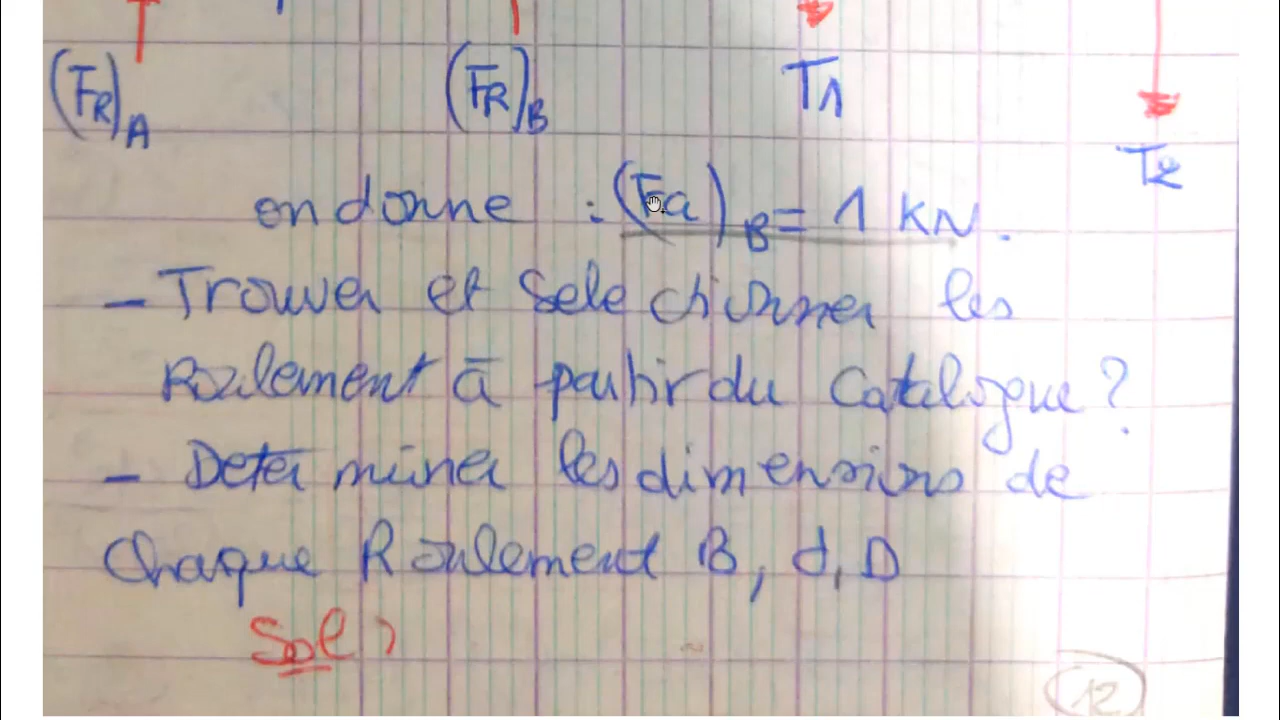 (FR)A (FR)B T1
T2
on donne : (Fa)B = 1 KN.
- Trouver et Selectionner les
Roulement à partir du Catalogue ?
- Determiner les dimensions de
Chaque Roulement B, d, D
Sol
12